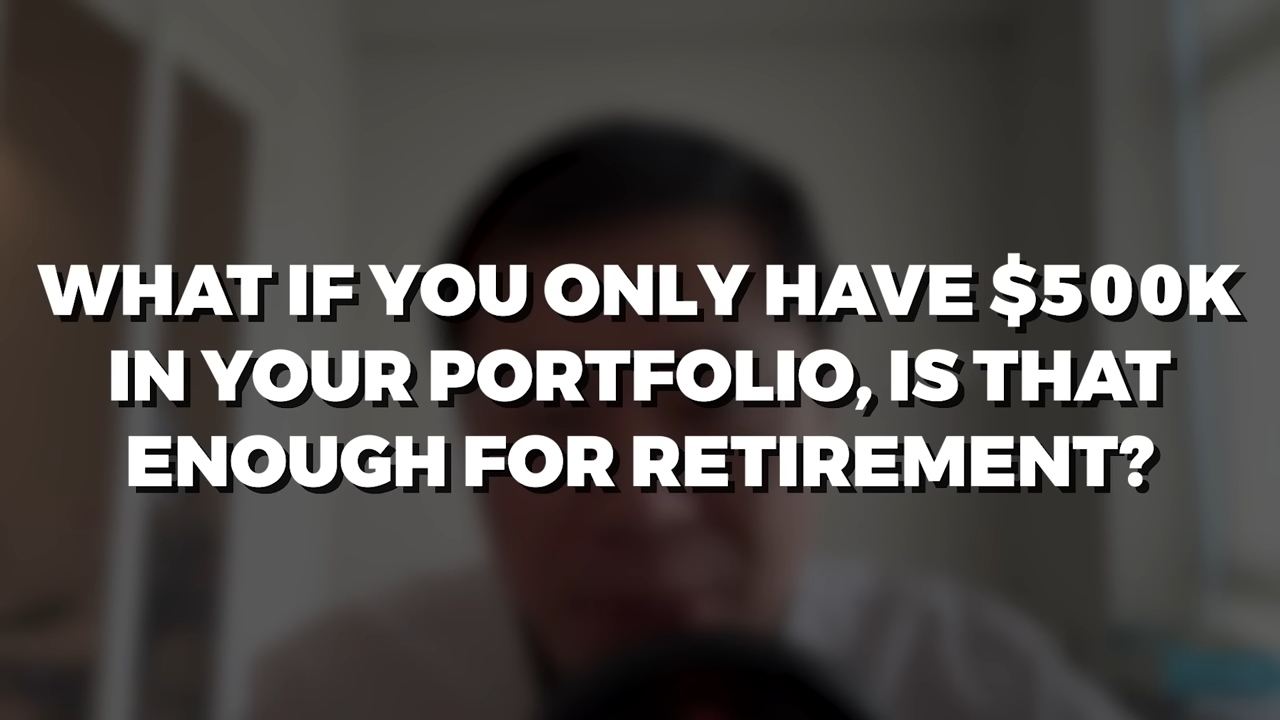 WHAT IF YOU ONLY HAVE $500K
IN YOUR PORTFOLIO, IS THAT
ENOUGH FOR RETIREMENT?